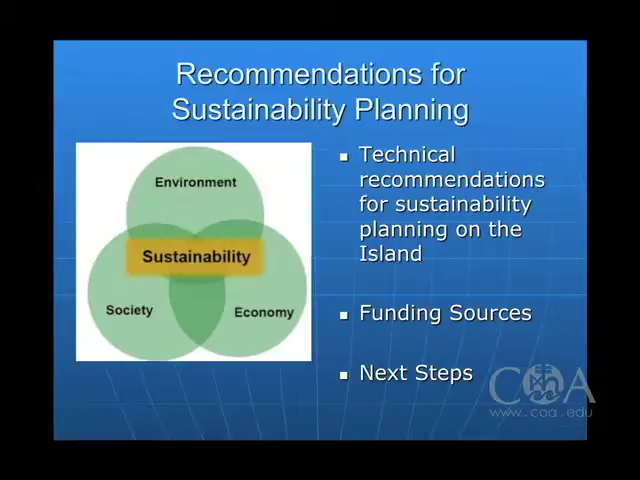 Recommendations for
Sustainability Planning
Environment
Sustainability
Society
Economy
Technical
recommendations
for sustainability
planning on the
Island
Funding Sources
Next Steps
COA
www.coa.edu